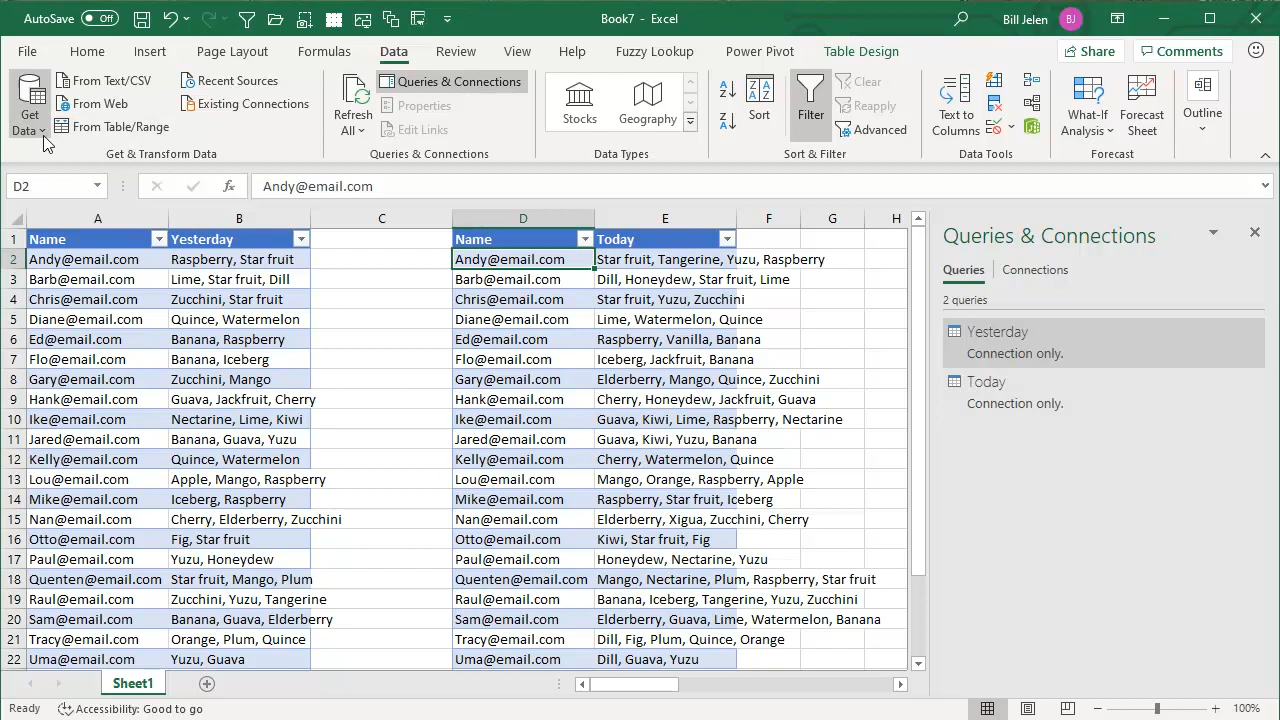 AutoSave Off
Book7 - Excel
Bill Jelen BJ
File Home Insert Page Layout Formulas Data Review View Help Fuzzy Lookup Power Pivot Table Design Share Comments
Get Data
From Text/CSV
From Web
From Table/Range
Recent Sources
Existing Connections
Get & Transform Data
Refresh All
Queries & Connections
Properties
Edit Links
Queries & Connections
Stocks Geography
Data Types
Sort
Filter
Clear
Reapply
Advanced
Sort & Filter
Text to Columns
Data Tools
What-If Analysis
Forecast Sheet
Forecast
Outline
D2 fx Andy@email.com
A B C D E F G H
1 Name Yesterday Name Today
2 Andy@email.com Raspberry, Star fruit Andy@email.com Star fruit, Tangerine, Yuzu, Raspberry
3 Barb@email.com Lime, Star fruit, Dill Barb@email.com Dill, Honeydew, Star fruit, Lime
4 Chris@email.com Zucchini, Star fruit Chris@email.com Star fruit, Yuzu, Zucchini
5 Diane@email.com Quince, Watermelon Diane@email.com Lime, Watermelon, Quince
6 Ed@email.com Banana, Raspberry Ed@email.com Raspberry, Vanilla, Banana
7 Flo@email.com Banana, Iceberg Flo@email.com Iceberg, Jackfruit, Banana
8 Gary@email.com Zucchini, Mango Gary@email.com Elderberry, Mango, Quince, Zucchini
9 Hank@email.com Guava, Jackfruit, Cherry Hank@email.com Cherry, Honeydew, Jackfruit, Guava
10 Ike@email.com Nectarine, Lime, Kiwi Ike@email.com Guava, Kiwi, Lime, Raspberry, Nectarine
11 Jared@email.com Banana, Guava, Yuzu Jared@email.com Guava, Kiwi, Yuzu, Banana
12 Kelly@email.com Quince, Watermelon Kelly@email.com Cherry, Watermelon, Quince
13 Lou@email.com Apple, Mango, Raspberry Lou@email.com Mango, Orange, Raspberry, Apple
14 Mike@email.com Iceberg, Raspberry Mike@email.com Raspberry, Star fruit, Iceberg
15 Nan@email.com Cherry, Elderberry, Zucchini Nan@email.com Elderberry, Xigua, Zucchini, Cherry
16 Otto@email.com Fig, Star fruit Otto@email.com Kiwi, Star fruit, Fig
17 Paul@email.com Yuzu, Honeydew Paul@email.com Honeydew, Nectarine, Yuzu
18 Quenten@email.com Star fruit, Mango, Plum Quenten@email.com Mango, Nectarine, Plum, Raspberry, Star fruit
19 Raul@email.com Zucchini, Yuzu, Tangerine Raul@email.com Banana, Iceberg, Tangerine, Yuzu, Zucchini
20 Sam@email.com Banana, Guava, Elderberry Sam@email.com Elderberry, Guava, Lime, Watermelon, Banana
21 Tracy@email.com Orange, Plum, Quince Tracy@email.com Dill, Fig, Plum, Quince, Orange
22 Uma@email.com Yuzu, Guava Uma@email.com Dill, Guava, Yuzu
Queries & Connections
Queries Connections
2 queries
Yesterday
Connection only.
Today
Connection only.
Sheet1
Ready Accessibility: Good to go 100%